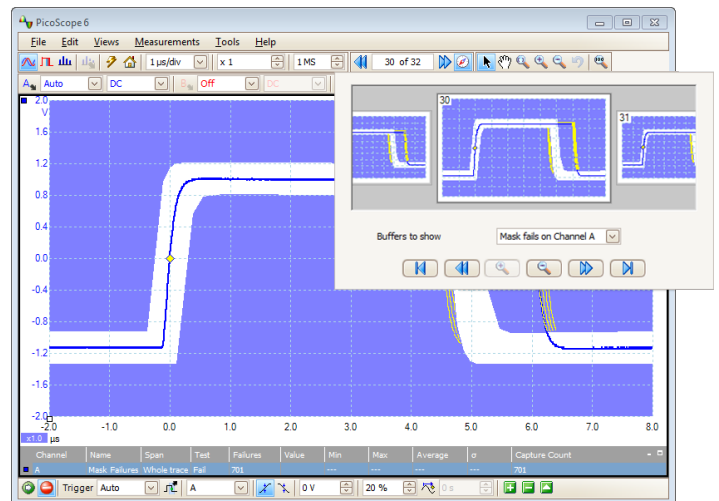 PicoScope 6
File Edit Views Measurements Tools Help
1 µs/div x 1 1 MS 30 of 32
A Auto DC B Off DC
30
31
Buffers to show Mask fails on Channel A
2.0
V
1.6
1.2
0.8
0.4
0.0
-0.4
-0.8
-1.2
-1.6
-2.0
-2.0 -1.0 0.0 1.0 2.0 3.0 4.0 5.0 6.0 7.0 8.0
x1.0 µs
Channel Name Span Test Failures Value Min Max Average σ Capture Count
A Mask Failures Whole trace Fail 701 --- --- --- --- 701
Trigger Auto A 0 V 20 % 0 s